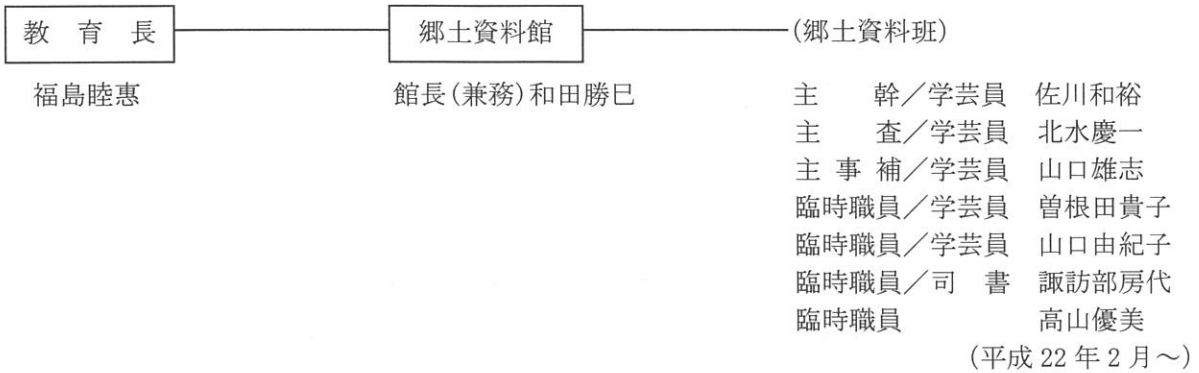 教育長 郷土資料館 (郷土資料班)
福島睦惠 館長(兼務)和田勝巳 主幹/学芸員 佐川和裕
主査/学芸員 北水慶一
主事補/学芸員 山口雄志
臨時職員/学芸員 曽根田貴子
臨時職員/学芸員 山口由紀子
臨時職員/司書 諏訪部房代
臨時職員 高山優美
(平成22年2月~)